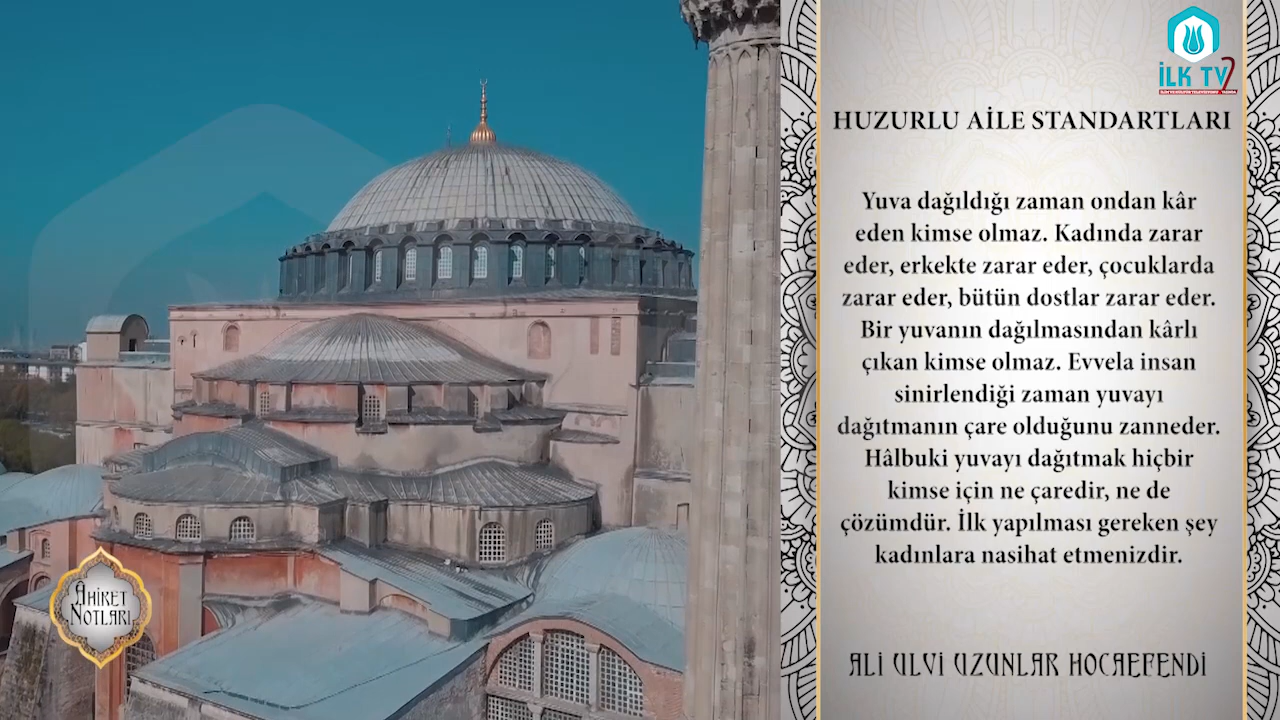 İLK TV2
HUZURLU AİLE STANDARTLARI
Yuva dağıldığı zaman ondan kâr
eden kimse olmaz. Kadında zarar
eder, erkekte zarar eder, çocuklarda
zarar eder, bütün dostlar zarar eder.
Bir yuvanın dağılmasından kârlı
çıkan kimse olmaz. Evvela insan
sinirlendiği zaman yuvayı
dağıtmanın çare olduğunu zanneder.
Hâlbuki yuvayı dağıtmak hiçbir
kimse için ne çaredir, ne de
çözümdür. İlk yapılması gereken şey
kadınlara nasihat etmenizdir.
ALİ ULVİ UZUNLAR HOCAEFENDİ
AHİRET
NOTLARI